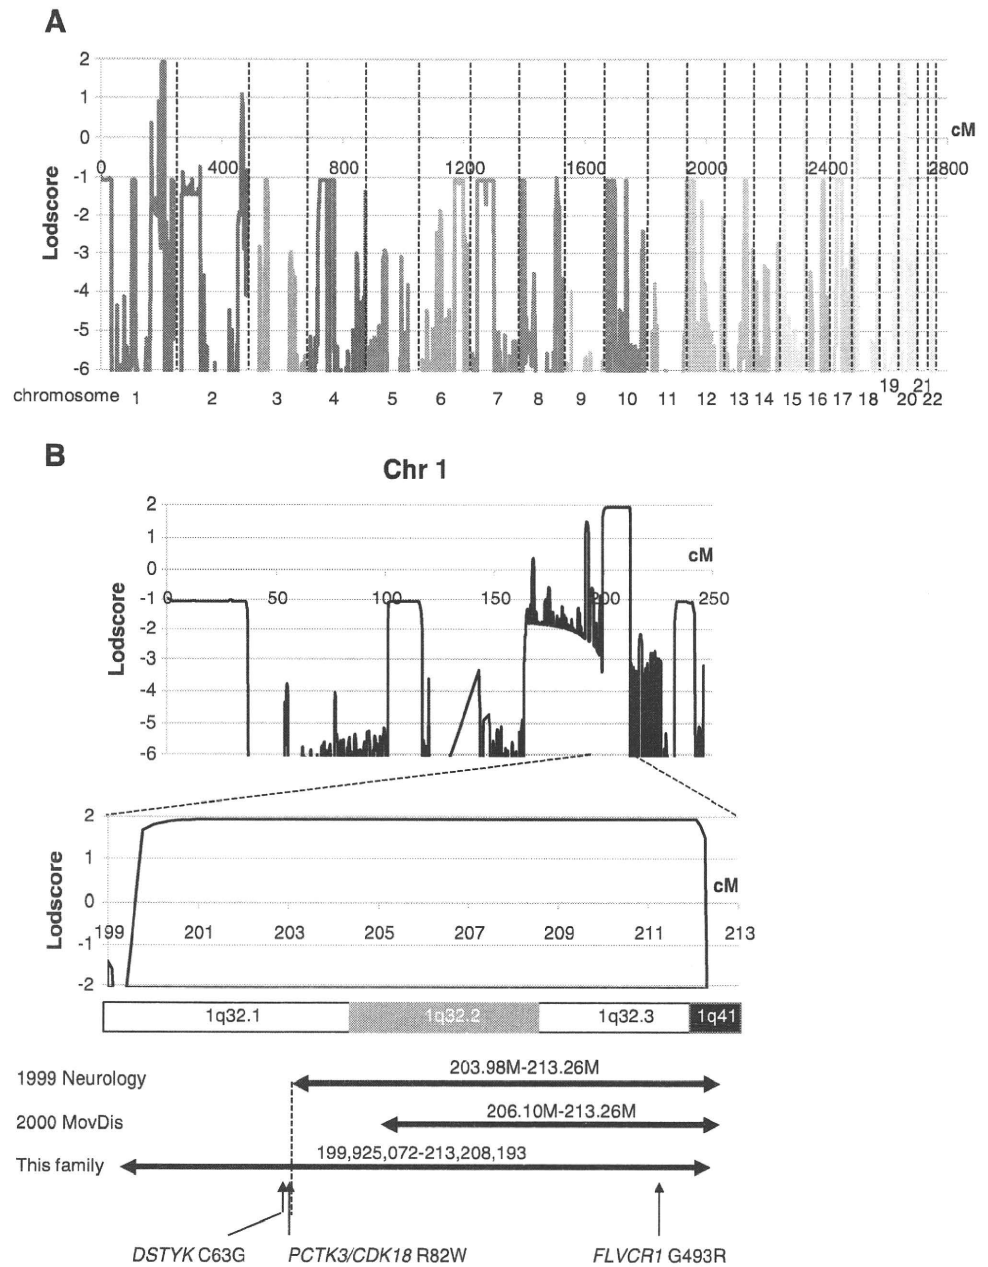 A
2
1
0
-1
-2
-3
-4
-5
-6
Lodscore
0 400 800 1200 1600 2000 2400 2800
cM
chromosome 1 2 3 4 5 6 7 8 9 10 11 12 13 14 15 16 17 18 19 20 21 22
B
Chr 1
2
1
0
-1
-2
-3
-4
-5
-6
Lodscore
0 50 100 150 200 250
cM
2
1
0
-1
-2
Lodscore
199 201 203 205 207 209 211 213
cM
1q32.1 1q32.2 1q32.3 1q41
1999 Neurology 203.98M-213.26M
2000 MovDis 206.10M-213.26M
This family 199,925,072-213,208,193
DSTYK C63G PCTK3/CDK18 R82W FLVCR1 G493R